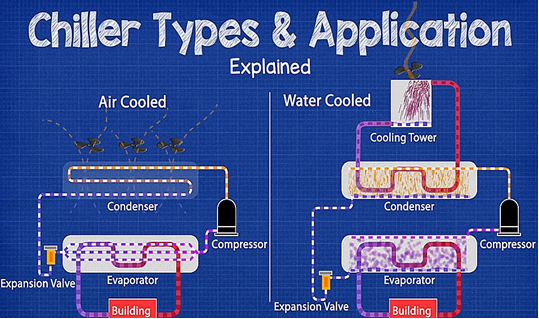 Chiller Types & Application
Explained
Air Cooled
Condenser
Compressor
Evaporator
Expansion Valve
Building
Water Cooled
Cooling Tower
Condenser
Compressor
Evaporator
Expansion Valve
Building